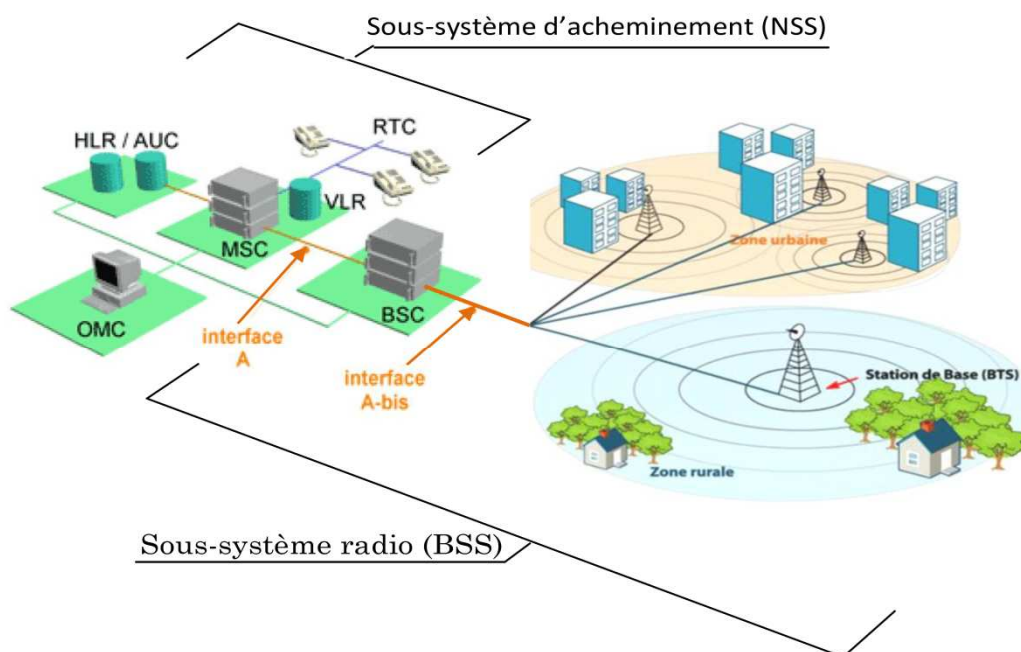 Sous-système d'acheminement (NSS)
RTC
HLR / AUC
VLR
MSC
Zone urbaine
OMC
BSC
interface
A
interface
A-bis
Station de Base (BTS)
Zone rurale
Sous-système radio (BSS)